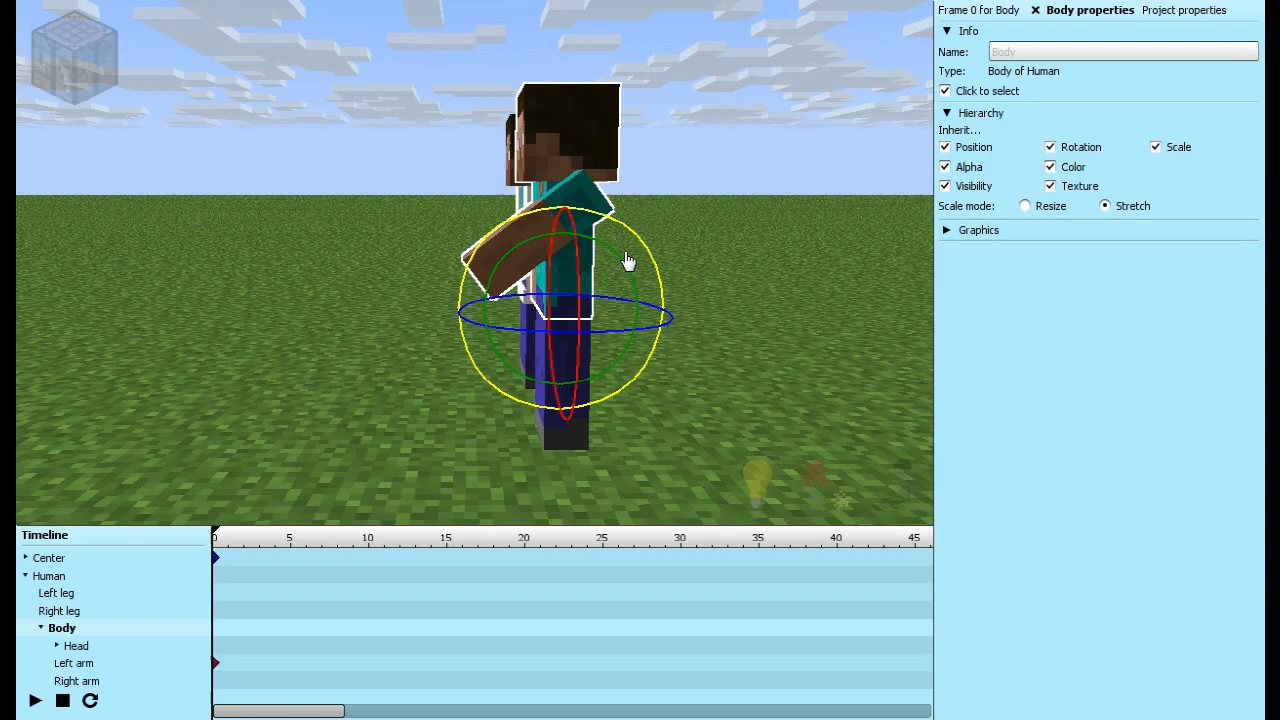 Frame 0 for Body ✕ Body properties Project properties
▼ Info
Name: Body
Type: Body of Human
Click to select
▼ Hierarchy
Inherit...
Position Rotation Scale
Alpha Color
Visibility Texture
Scale mode: Resize Stretch
Graphics
Timeline
0 5 10 15 20 25 30 35 40 45
Center
Human
Left leg
Right leg
Body
Head
Left arm
Right arm